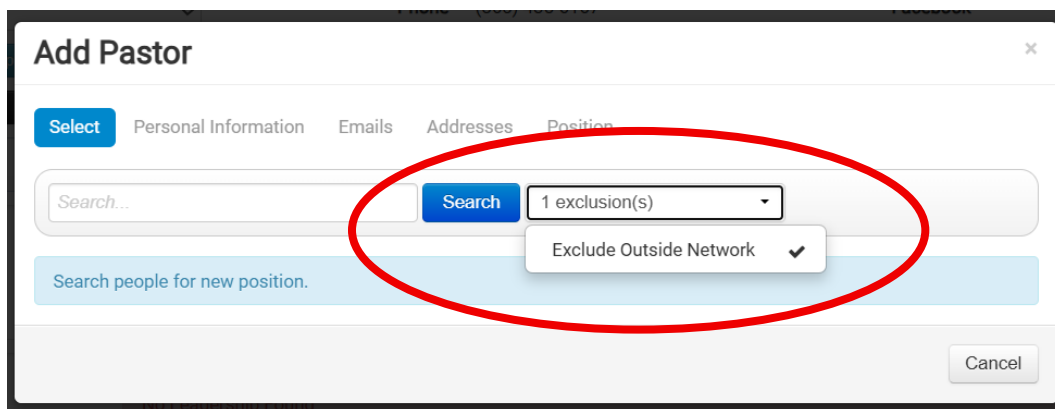 Add Pastor
×
Select Personal Information Emails Addresses Position
Search... Search 1 exclusion(s)
Exclude Outside Network ✔
Search people for new position.
Cancel